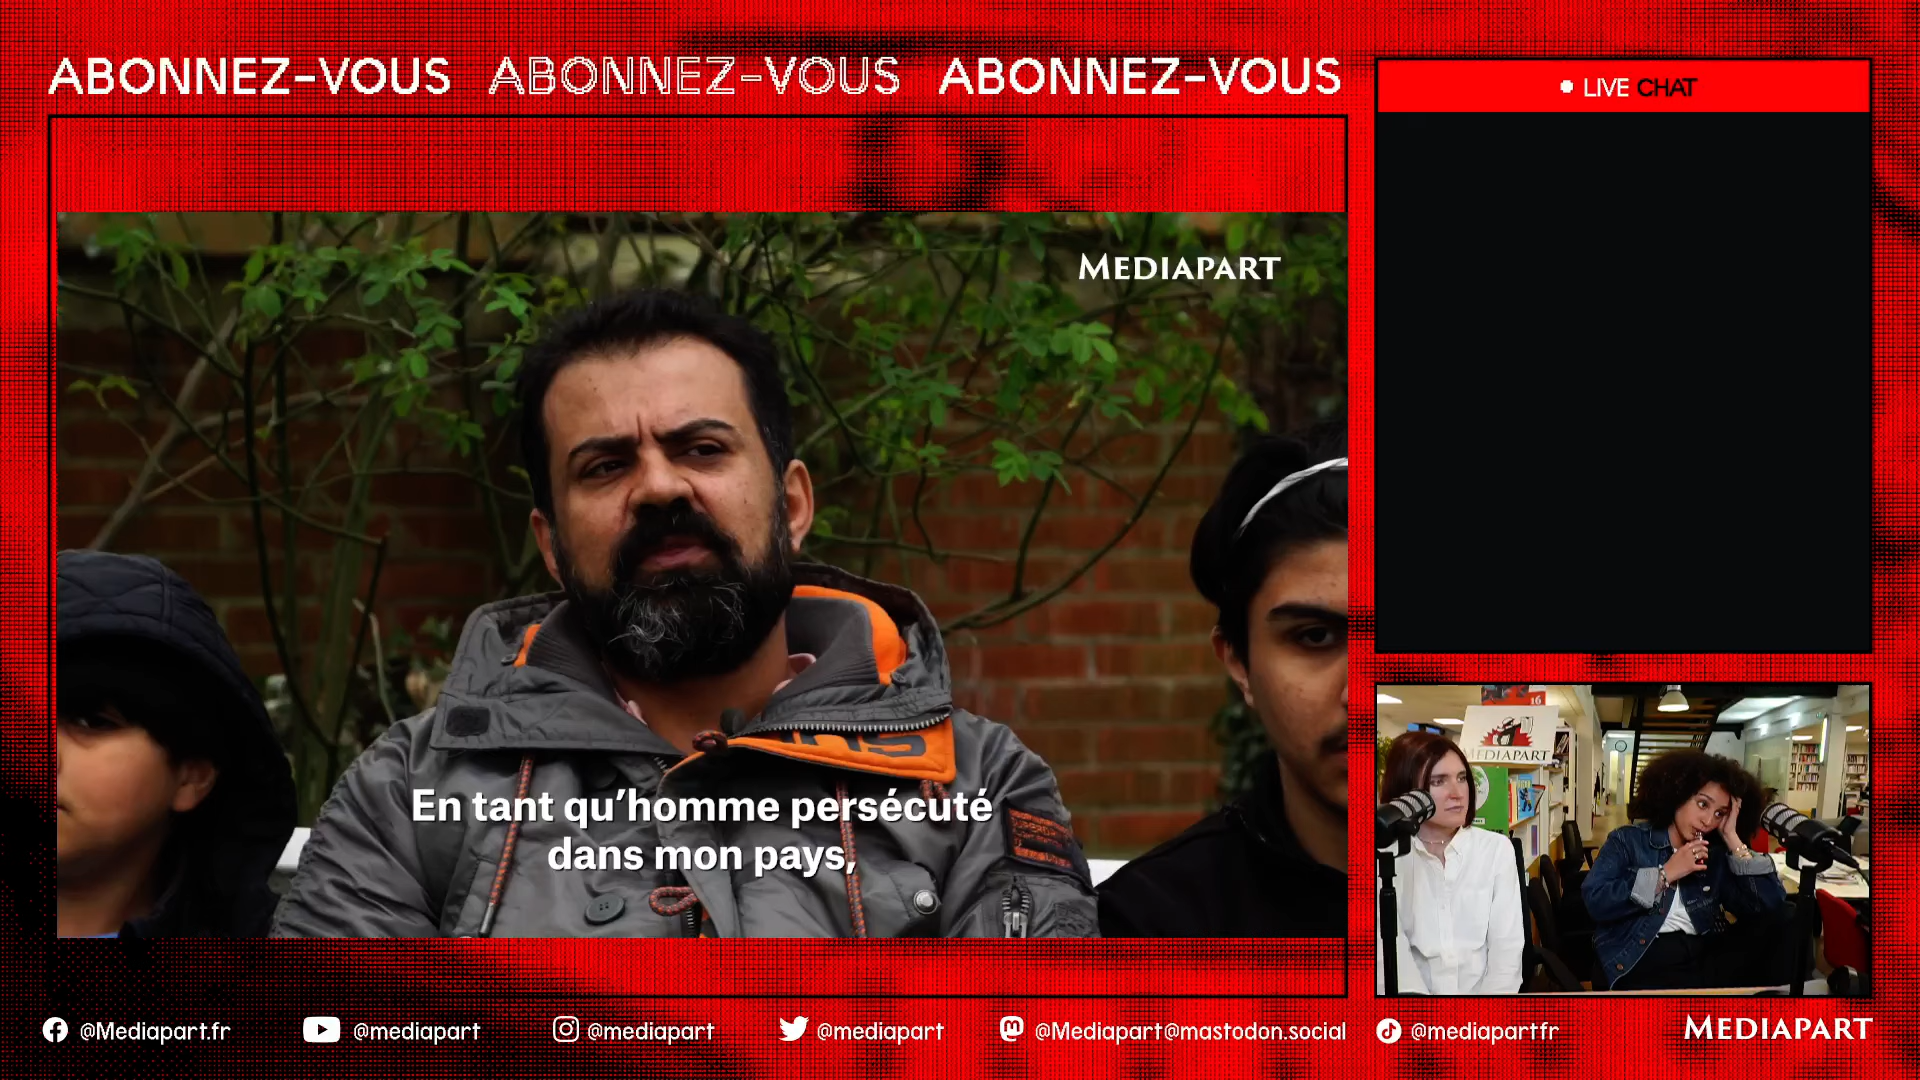 ABONNEZ-VOUS ABONNEZ-VOUS ABONNEZ-VOUS
LIVE CHAT
MEDIAPART
En tant qu'homme persécuté
dans mon pays,
MEDIAPART
@Mediapart.fr
@mediapart
@mediapart
@mediapart
@Mediapart@mastodon.social
@mediapartfr
MEDIAPART